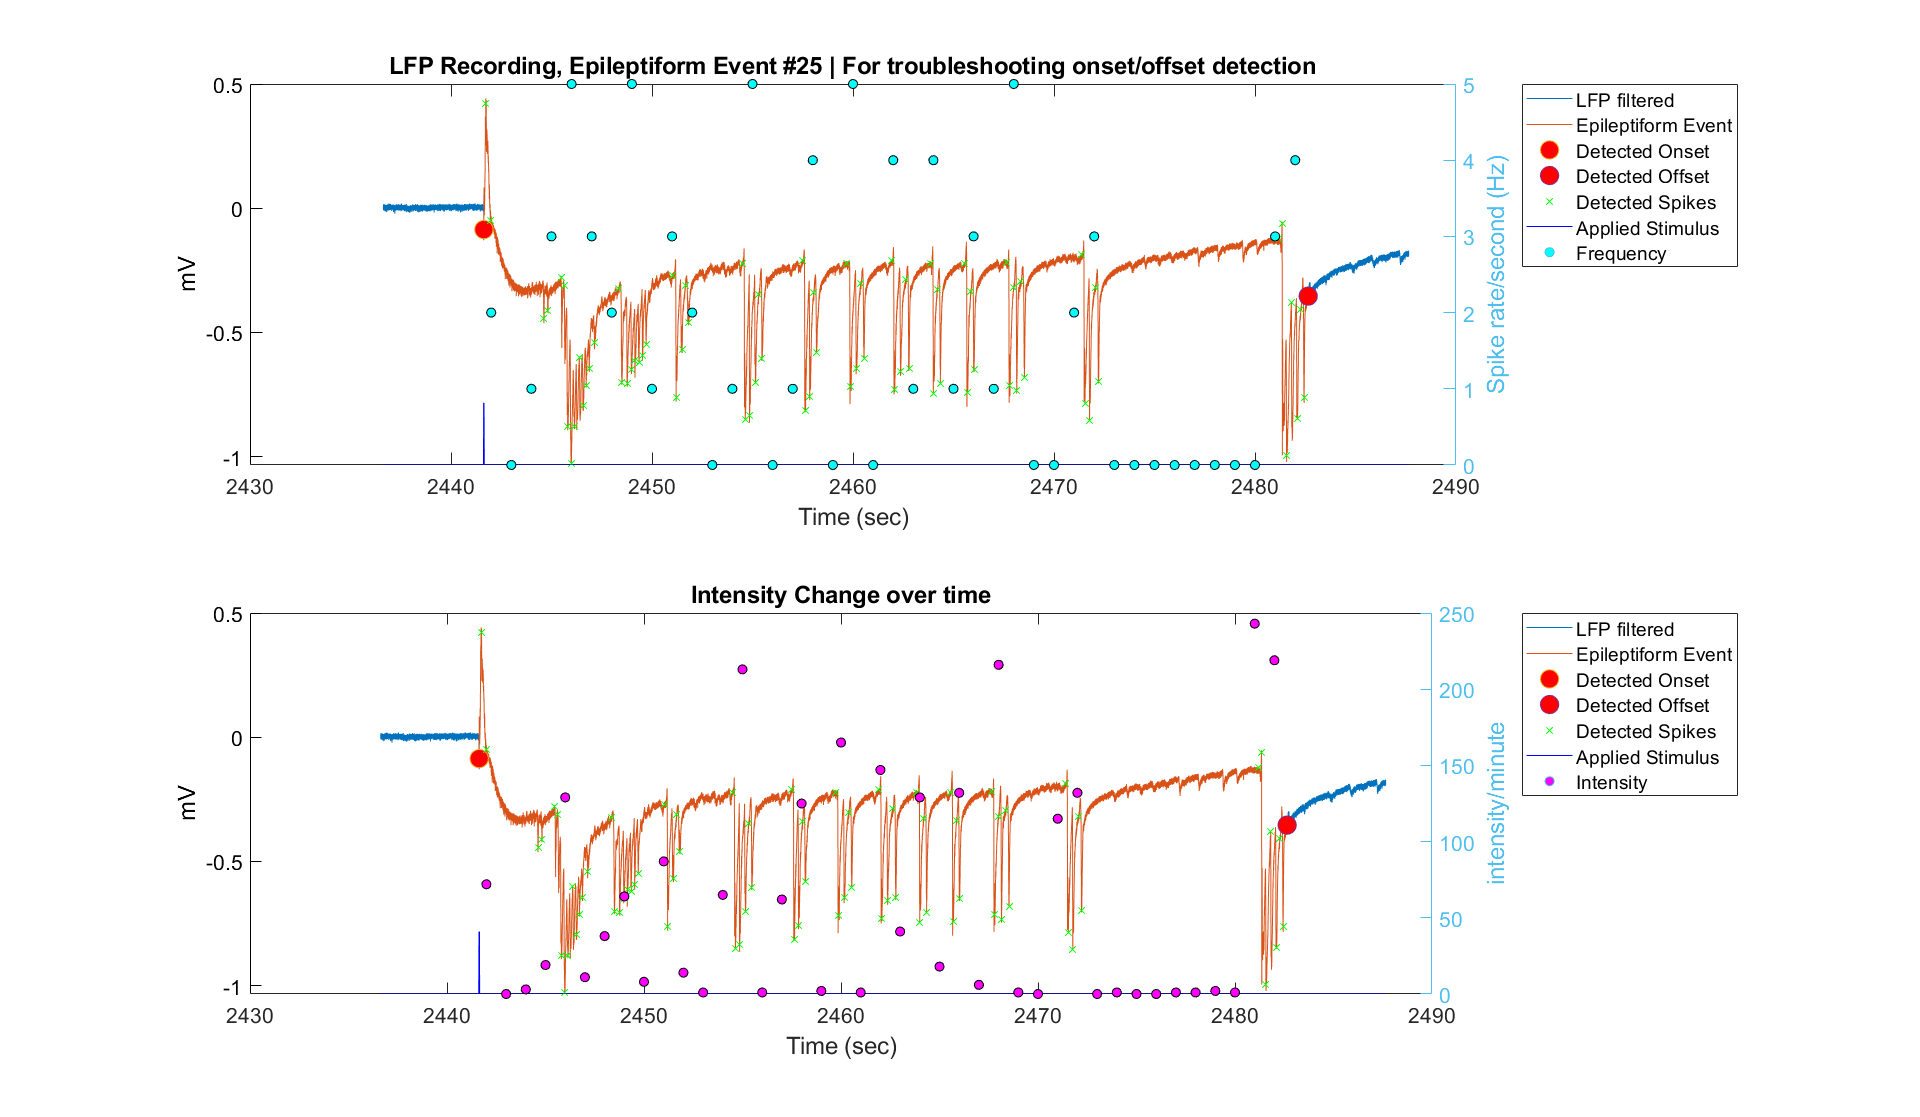 LFP Recording, Epileptiform Event #25 | For troubleshooting onset/offset detection
0.5
0
-0.5
-1
mV
2430 2440 2450 2460 2470 2480 2490
Time (sec)
5
4
3
2
1
0
Spike rate/second (Hz)
LFP filtered
Epileptiform Event
Detected Onset
Detected Offset
Detected Spikes
Applied Stimulus
Frequency
Intensity Change over time
0.5
0
-0.5
-1
mV
2430 2440 2450 2460 2470 2480 2490
Time (sec)
250
200
150
100
50
0
intensity/minute
LFP filtered
Epileptiform Event
Detected Onset
Detected Offset
Detected Spikes
Applied Stimulus
Intensity